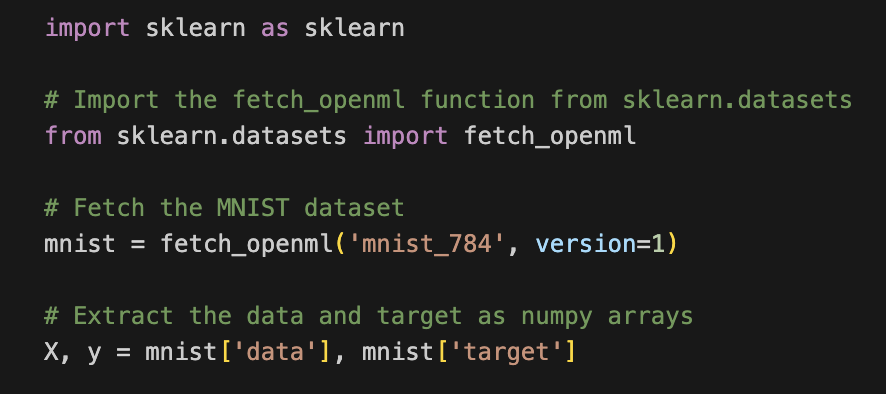 import sklearn as sklearn
# Import the fetch_openml function from sklearn.datasets
from sklearn.datasets import fetch_openml
# Fetch the MNIST dataset
mnist = fetch_openml('mnist_784', version=1)
# Extract the data and target as numpy arrays
X, y = mnist['data'], mnist['target']